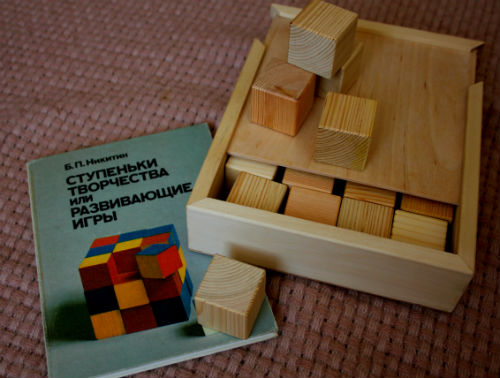 Б.П.Никитин
СТУПЕНЬКИ
ТВОРЧЕСТВА
ИЛИ
РАЗВИВАЮЩИЕ
ИГРЫ